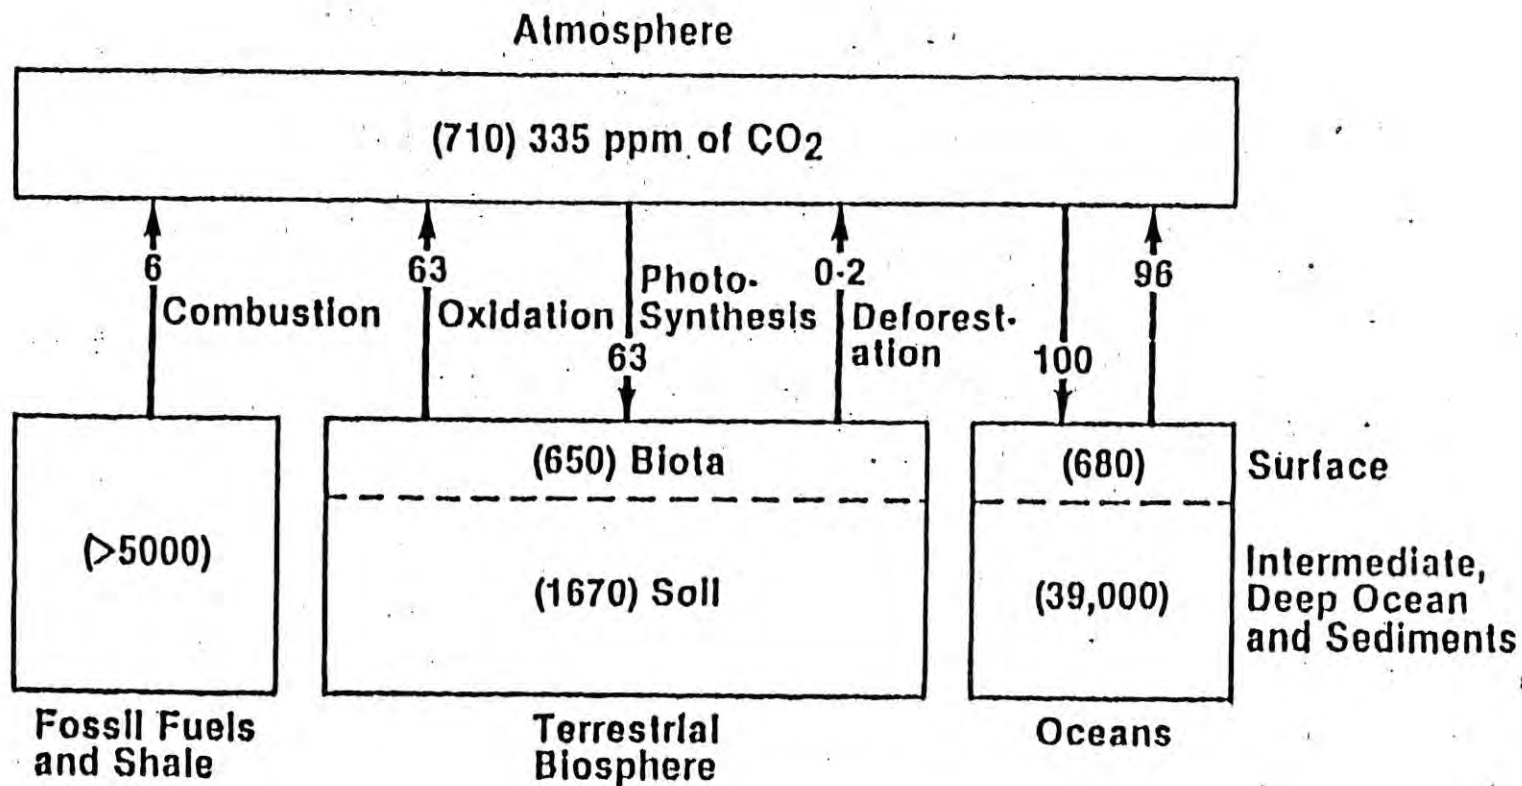 Atmosphere
(710) 335 ppm of CO2
6
Combustion
63
Oxidation
Photo-
Synthesis
63
0-2
Deforest-
ation
100
96
(>5000)
(650) Biota
(1670) Soil
(680)
Surface
(39,000)
Intermediate,
Deep Ocean
and Sediments
Fossil Fuels
and Shale
Terrestrial
Biosphere
Oceans